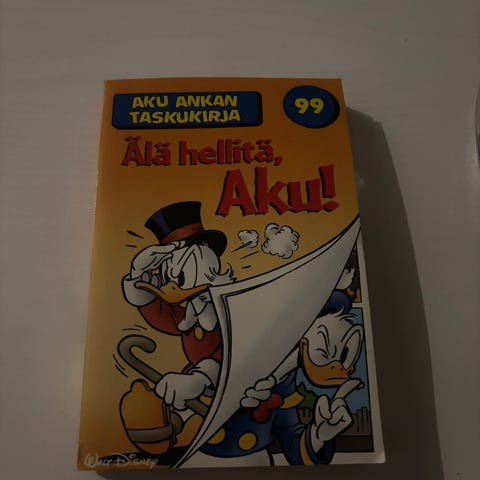 AKU ANKAN
TASKUKIRJA
99
Älä hellitä,
Aku!
WALT DISNEY